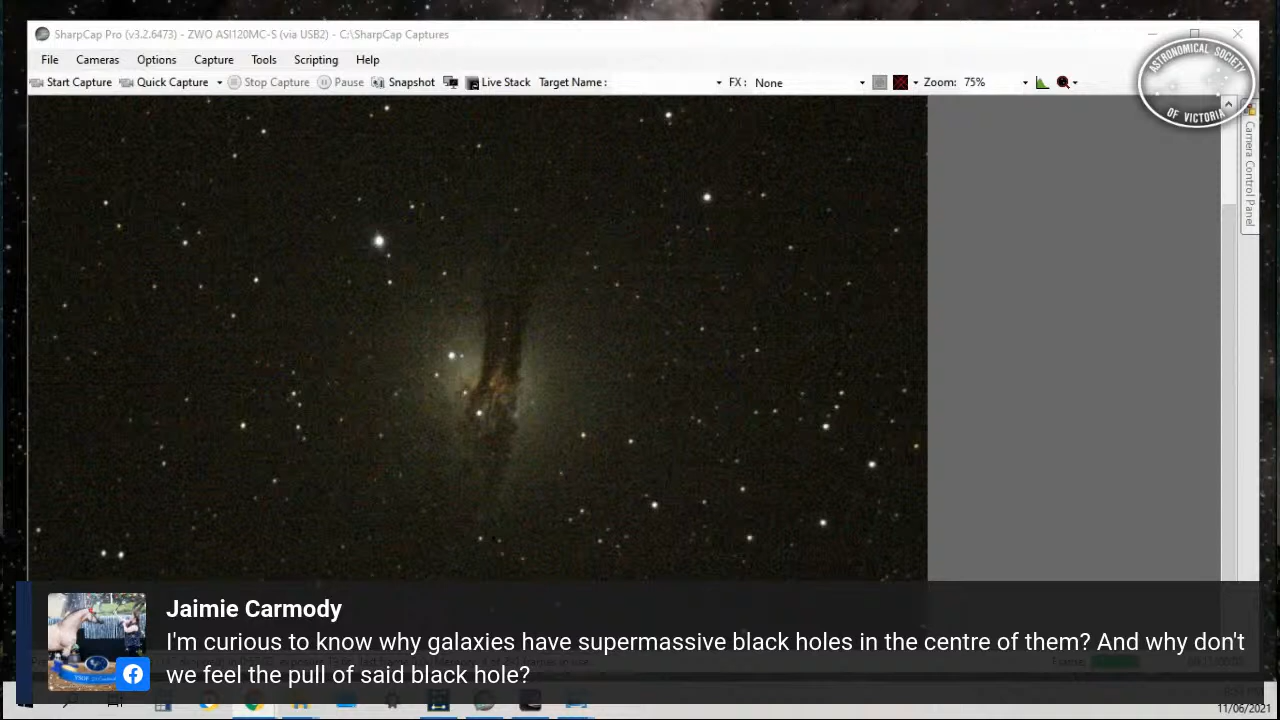 SharpCap Pro (v3.2.6473) - ZWO ASI120MC-S (via USB2) - C:\SharpCap Captures
File Cameras Options Capture Tools Scripting Help
Start Capture Quick Capture Stop Capture Pause Snapshot Live Stack Target Name : FX : None Zoom: 75%
ASTRONOMICAL SOCIETY
OF VICTORIA
Camera Control Panel
Jaimie Carmody
I'm curious to know why galaxies have supermassive black holes in the centre of them? And why don't
we feel the pull of said black hole?
11/06/2021